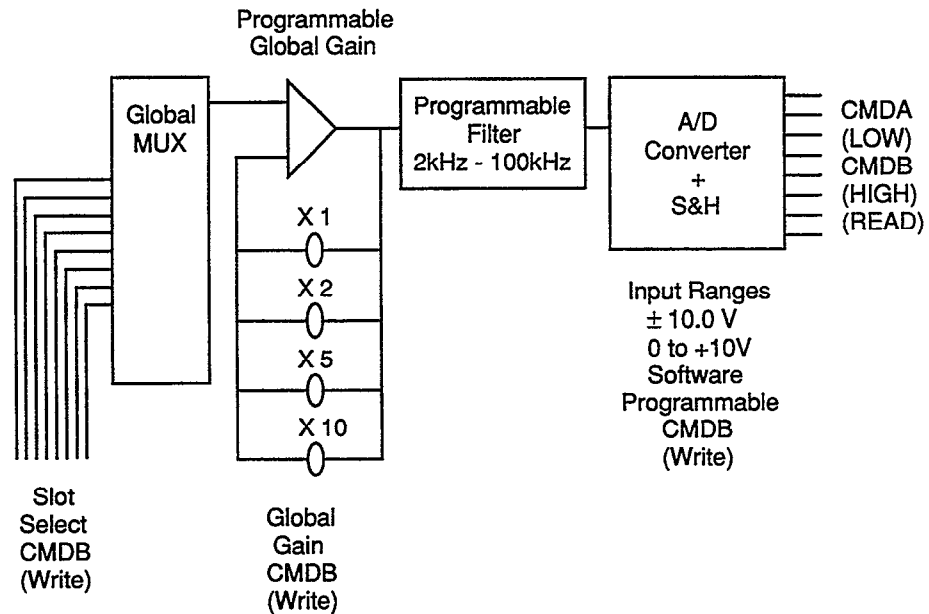 Programmable
Global Gain
Global
MUX
Programmable
Filter
2kHz - 100kHz
A/D
Converter
+
S&H
CMDA
(LOW)
CMDB
(HIGH)
(READ)
X 1
X 2
X 5
X 10
Input Ranges
± 10.0 V
0 to +10V
Software
Programmable
CMDB
(Write)
Slot
Select
CMDB
(Write)
Global
Gain
CMDB
(Write)